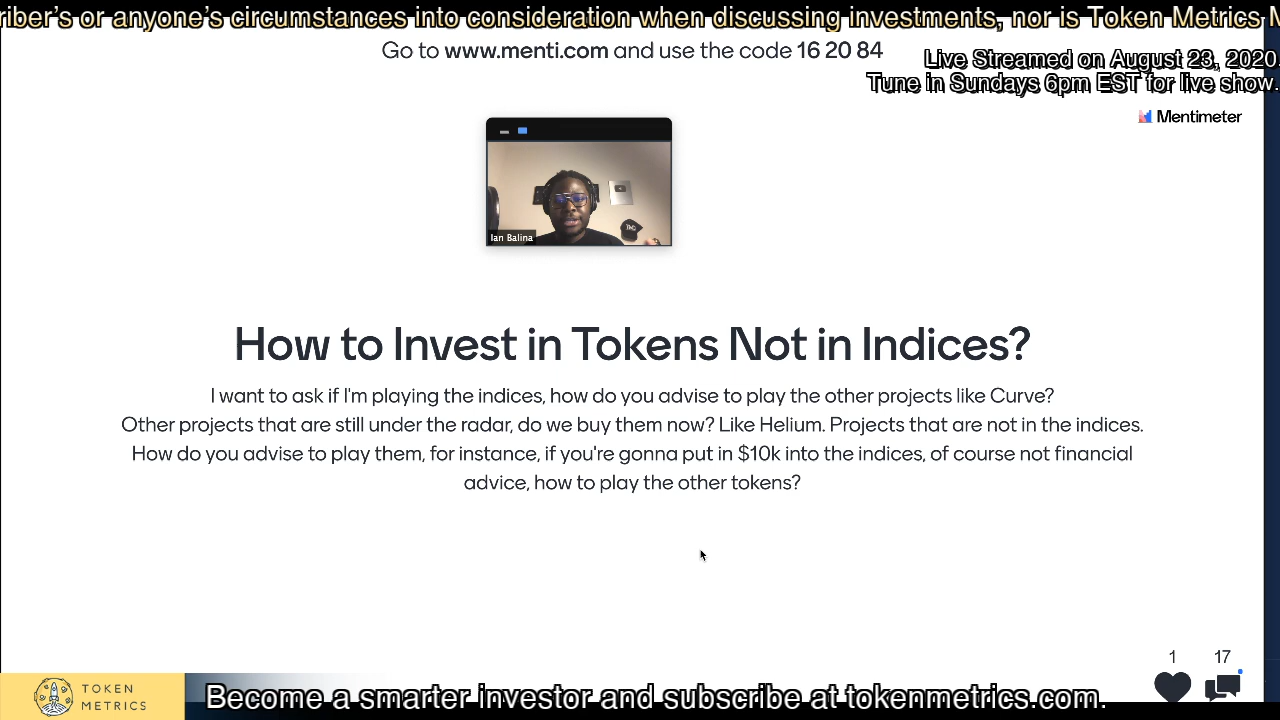 riber's or anyone's circumstances into consideration when discussing investments, nor is Token Metrics M
Go to www.menti.com and use the code 16 20 84
Live Streamed on August 23, 2020.
Tune in Sundays 6pm EST for live show.
Mentimeter
Ian Balina
How to Invest in Tokens Not in Indices?
I want to ask if I'm playing the indices, how do you advise to play the other projects like Curve?
Other projects that are still under the radar, do we buy them now? Like Helium. Projects that are not in the indices.
How do you advise to play them, for instance, if you're gonna put in $10k into the indices, of course not financial
advice, how to play the other tokens?
1
17
TOKEN
METRICS
Become a smarter investor and subscribe at tokenmetrics.com.